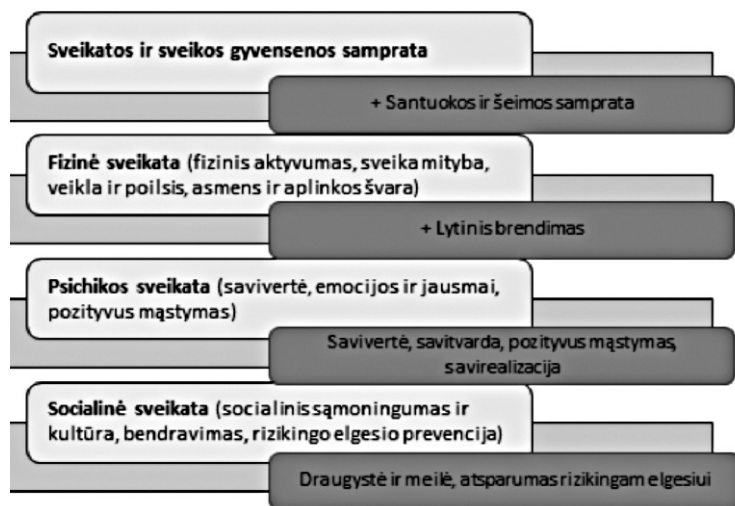 Sveikatos ir sveikos gyvensenos samprata
+ Santuokos ir šeimos samprata
Fizinė sveikata (fizinis aktyvumas, sveika mityba,
veikla ir poilsis, asmens ir aplinkos švara)
+ Lytinis brendimas
Psichikos sveikata (savivertė, emocijos ir jausmai,
pozityvus mąstymas)
Savivertė, savitvarda, pozityvus mąstymas,
savirealizacija
Socialinė sveikata (socialinis sąmoningumas ir
kultūra, bendravimas, rizikingo elgesio prevencija)
Draugystė ir meilė, atsparumas rizikingam elgesiui